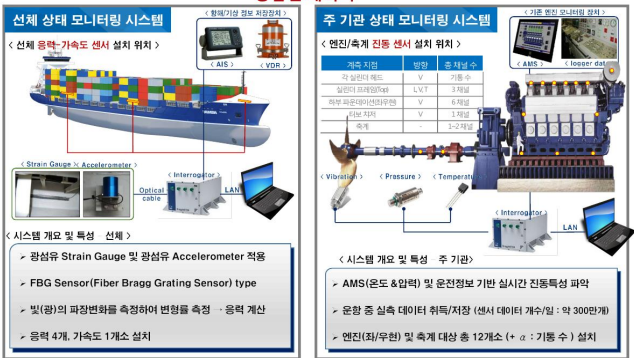 선체 상태 모니터링 시스템
< 선체 응력~가속도 센서 설치 위치 >
< 항해/기상 정보 저장장치 >
< AIS >
< VDR >
< Strain Gauge >
< Accelerometer >
Optical
cable
< Interrogator >
LAN
< 시스템 개요 및 특성 – 선체 >
➢ 광섬유 Strain Gauge 및 광섬유 Accelerometer 적용
➢ FBG Sensor(Fiber Bragg Grating Sensor) type
➢ 빛(광)의 파장변화를 측정하여 변형률 측정 → 응력 계산
➢ 응력 4개, 가속도 1개소 설치
주 기관 상태 모니터링 시스템
< 엔진/축계 진동 센서 설치 위치 >
< 기존 엔진 모니터링 장치 >
< AMS >
< logger data
계측 지점 방향 총 채널 수
각 실린더 헤드 V 기통 수
실린더 프레임(Top) L,V,T 3 채널
하부 파운데이션(좌우현) V 6 채널
터보 차저 V 1 채널
축계 - 1~2 채널
< Vibration >
< Pressure >
< Temperatu
< Interrogator >
LAN
< 시스템 개요 및 특성 – 주 기관>
➢ AMS(온도 &압력) 및 운전정보 기반 실시간 진동특성 파악
➢ 운항 중 실측 데이터 취득/저장 (센서 데이터 개수/일 : 약 300만개)
➢ 엔진(좌/우현) 및 축계 대상 총 12개소 (+ α : 기통 수 ) 설치